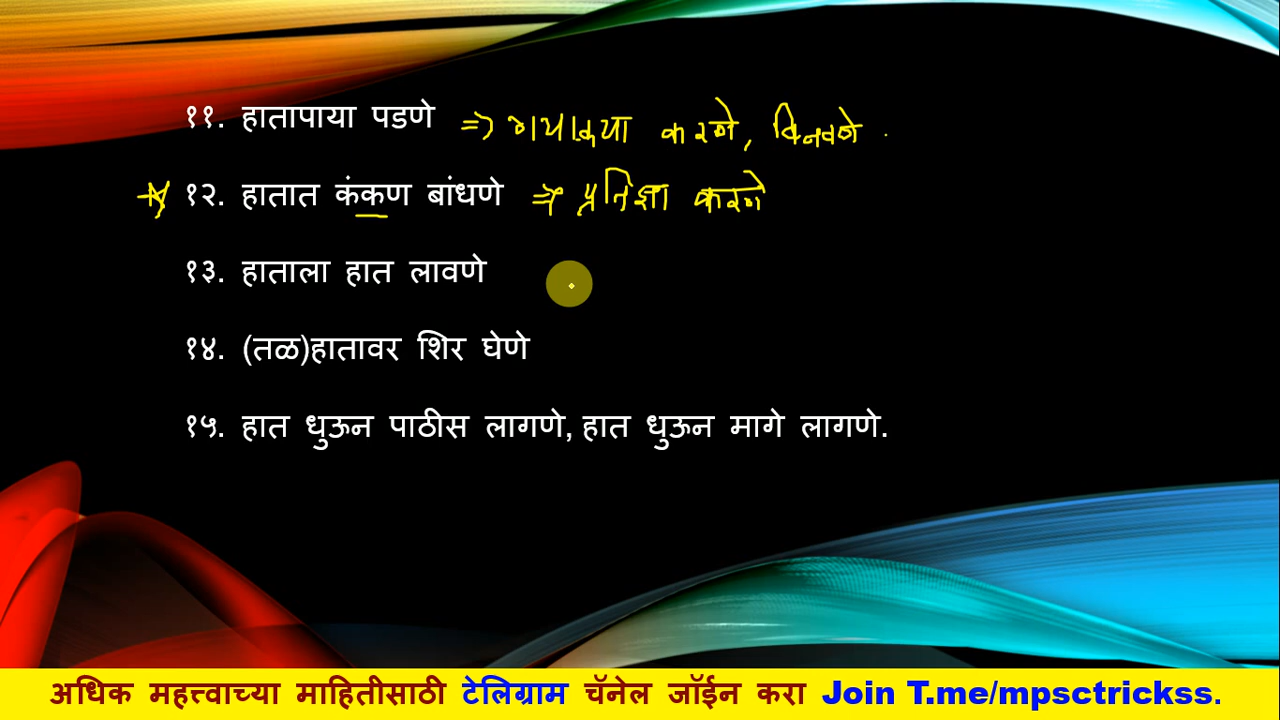 ११. हातापाया पडणे => गयावया करणे, विनवणे.
१२. हातात कंकण बांधणे => प्रतिज्ञा करणे
१३. हाताला हात लावणे
१४. (तळ)हातावर शिर घेणे
१५. हात धुऊन पाठीस लागणे, हात धुऊन मागे लागणे.
अधिक महत्त्वाच्या माहितीसाठी टेलिग्राम चॅनेल जॉईन करा Join T.me/mpsctrickss.